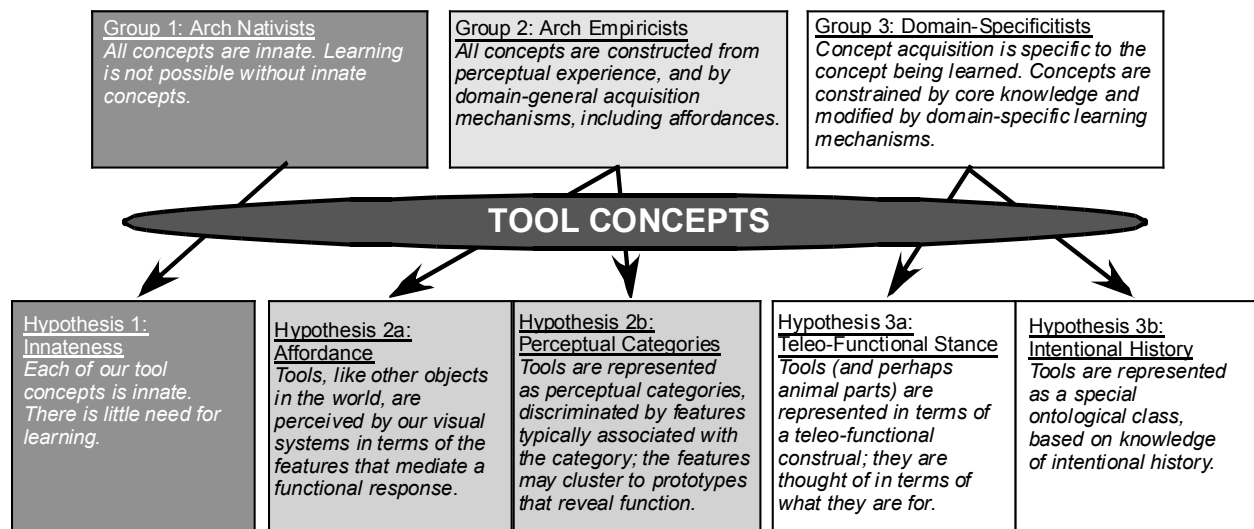 Group 1: Arch Nativists
All concepts are innate. Learning
is not possible without innate
concepts.
Group 2: Arch Empiricists
All concepts are constructed from
perceptual experience, and by
domain-general acquisition
mechanisms, including affordances.
Group 3: Domain-Specificitists
Concept acquisition is specific to the
concept being learned. Concepts are
constrained by core knowledge and
modified by domain-specific learning
mechanisms.
TOOL CONCEPTS
Hypothesis 1:
Innateness
Each of our tool
concepts is innate.
There is little need for
learning.
Hypothesis 2a:
Affordance
Tools, like other objects
in the world, are
perceived by our visual
systems in terms of the
features that mediate a
functional response.
Hypothesis 2b:
Perceptual Categories
Tools are represented
as perceptual categories,
discriminated by features
typically associated with
the category; the features
may cluster to prototypes
that reveal function.
Hypothesis 3a:
Teleo-Functional Stance
Tools (and perhaps
animal parts) are
represented in terms of
a teleo-functional
construal; they are
thought of in terms of
what they are for.
Hypothesis 3b:
Intentional History
Tools are represented
as a special
ontological class,
based on knowledge
of intentional history.